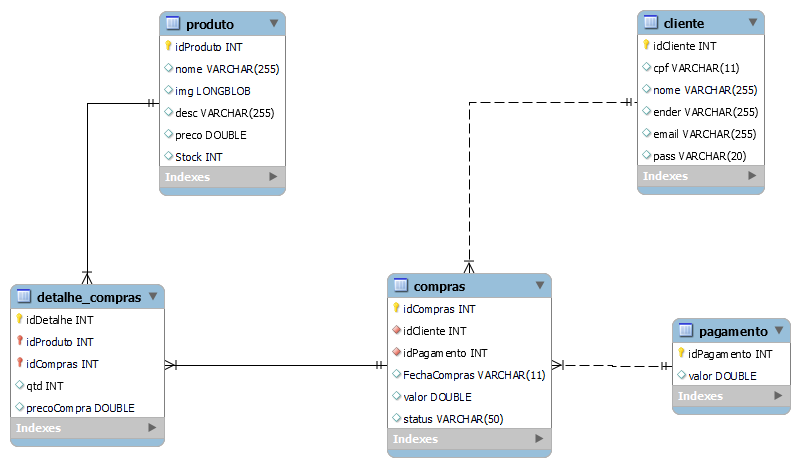 produto
idProduto INT
nome VARCHAR(255)
img LONGBLOB
desc VARCHAR(255)
preco DOUBLE
Stock INT
Indexes
cliente
idCliente INT
cpf VARCHAR(11)
nome VARCHAR(255)
ender VARCHAR(255)
email VARCHAR(255)
pass VARCHAR(20)
Indexes
detalhe_compras
idDetalhe INT
idProduto INT
idCompras INT
qtd INT
precoCompra DOUBLE
Indexes
compras
idCompras INT
idCliente INT
idPagamento INT
FechaCompras VARCHAR(11)
valor DOUBLE
status VARCHAR(50)
Indexes
pagamento
idPagamento INT
valor DOUBLE
Indexes